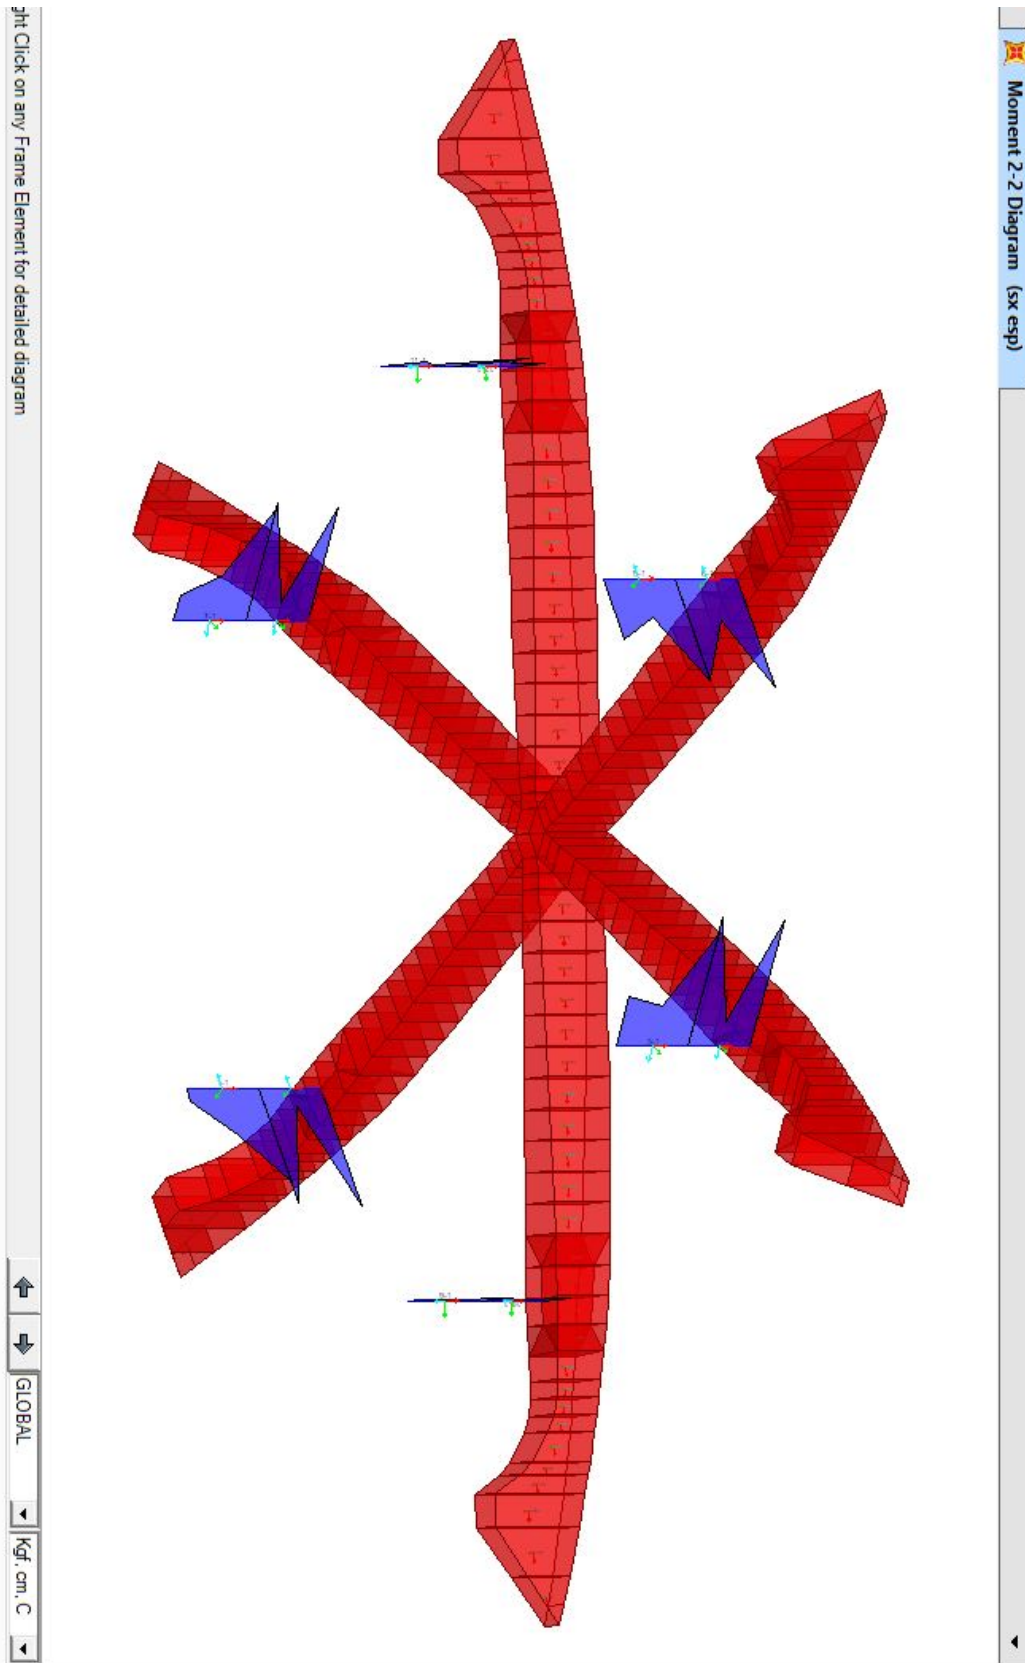 Moment 2-2 Diagram (sx esp)
ght Click on any Frame Element for detailed diagram
GLOBAL
Kgf, cm, C